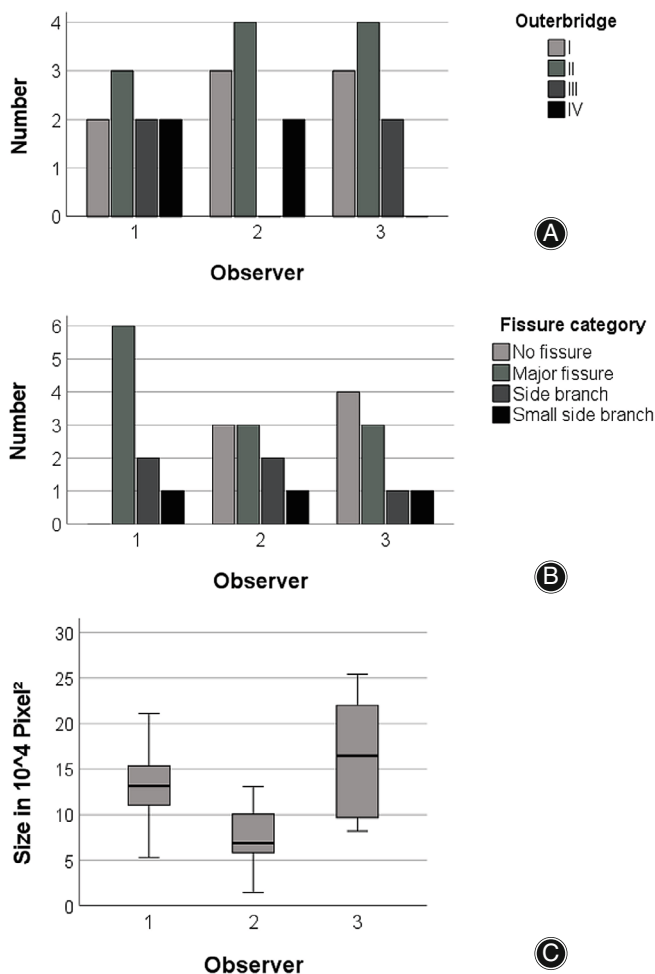 Outerbridge
I
II
III
IV
Number
4
3
2
1
0
1 2 3
Observer
A
Fissure category
No fissure
Major fissure
Side branch
Small side branch
Number
6
5
4
3
2
1
0
1 2 3
Observer
B
Size in 10^4 Pixel²
30
25
20
15
10
5
0
1 2 3
Observer
C